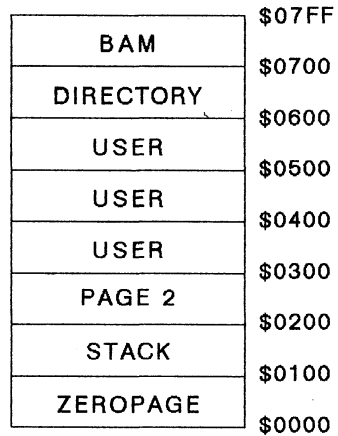 $07FF
BAM
$0700
DIRECTORY
$0600
USER
$0500
USER
$0400
USER
$0300
PAGE 2
$0200
STACK
$0100
ZEROPAGE
$0000